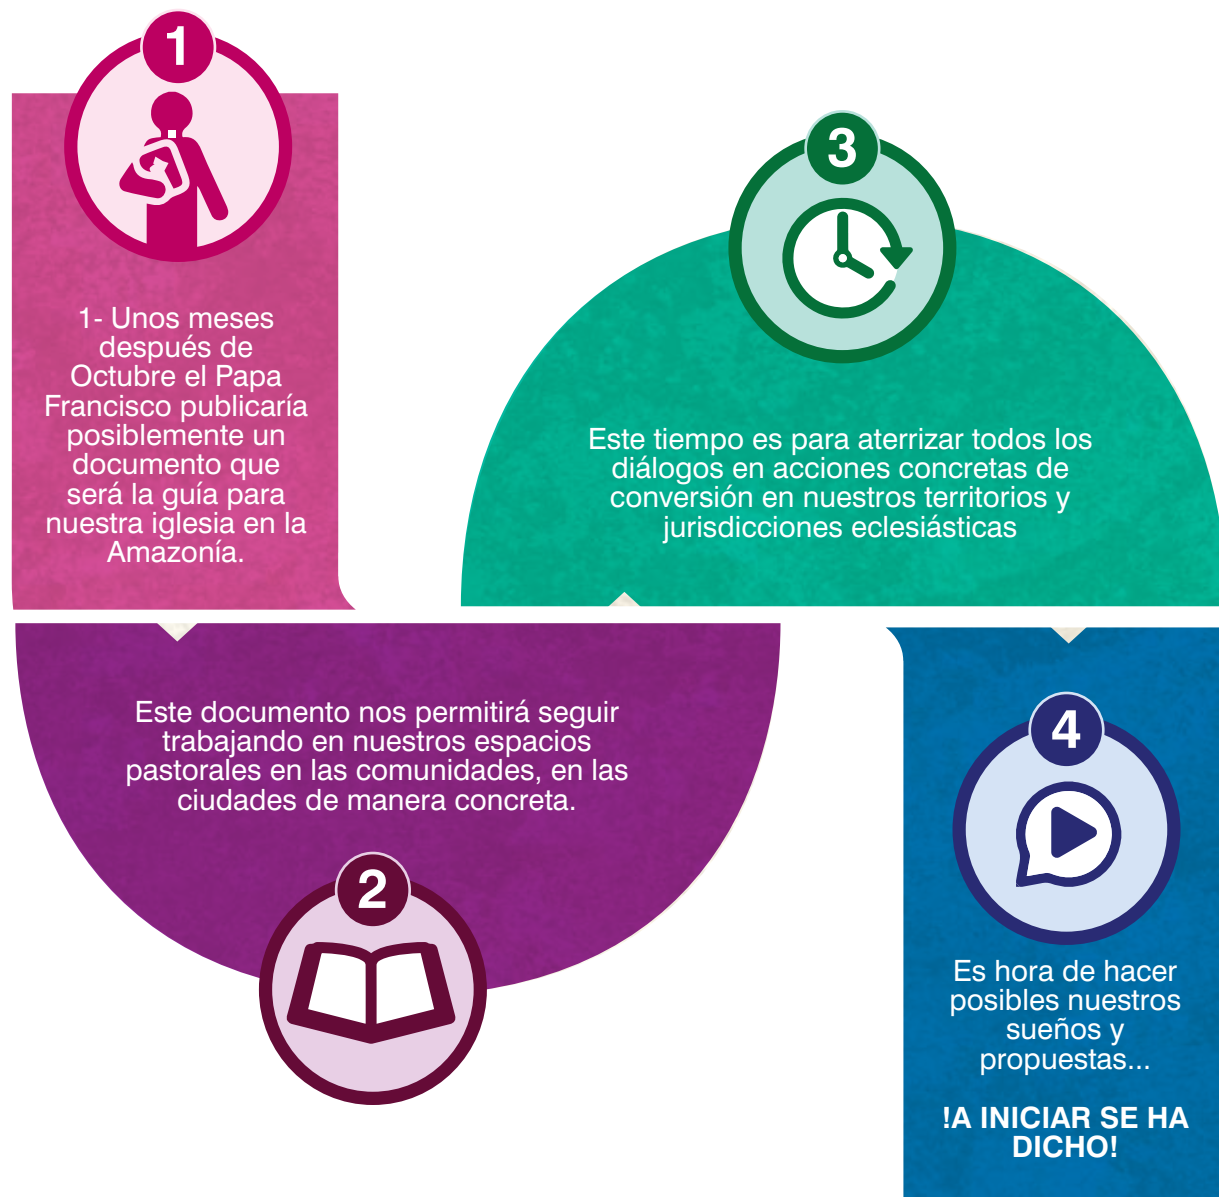 1
1- Unos meses
después de
Octubre el Papa
Francisco publicaría
posiblemente un
documento que
será la guía para
nuestra iglesia en la
Amazonía.
Este documento nos permitirá seguir
trabajando en nuestros espacios
pastorales en las comunidades, en las
ciudades de manera concreta.
2
3
Este tiempo es para aterrizar todos los
diálogos en acciones concretas de
conversión en nuestros territorios y
jurisdicciones eclesiásticas
4
Es hora de hacer
posibles nuestros
sueños y
propuestas...
!A INICIAR SE HA
DICHO!